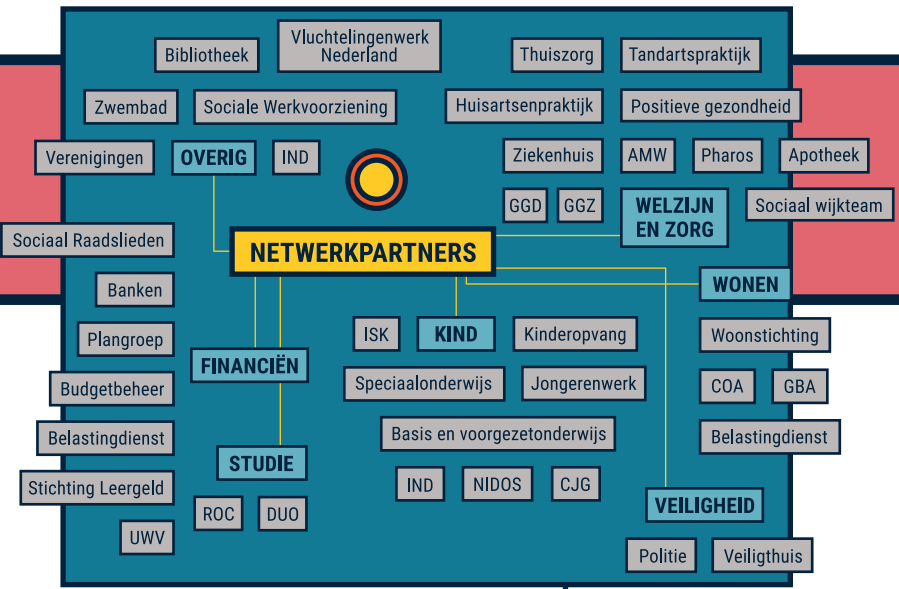 Bibliotheek
Vluchtelingenwerk
Nederland
Thuiszorg
Tandartspraktijk
Zwembad
Sociale Werkvoorziening
Huisartsenpraktijk
Positieve gezondheid
Verenigingen
OVERIG
IND
Ziekenhuis
AMW
Pharos
Apotheek
GGD
GGZ
WELZIJN
EN ZORG
Sociaal wijkteam
Sociaal Raadslieden
NETWERKPARTNERS
Banken
WONEN
Plangroep
ISK
KIND
Kinderopvang
Woonstichting
FINANCIËN
Budgetbeheer
Speciaalonderwijs
Jongerenwerk
COA
GBA
Belastingdienst
Basis en voorgezetonderwijs
Belastingdienst
STUDIE
Stichting Leergeld
IND
NIDOS
CJG
ROC
DUO
VEILIGHEID
UWV
Politie
Veiligthuis